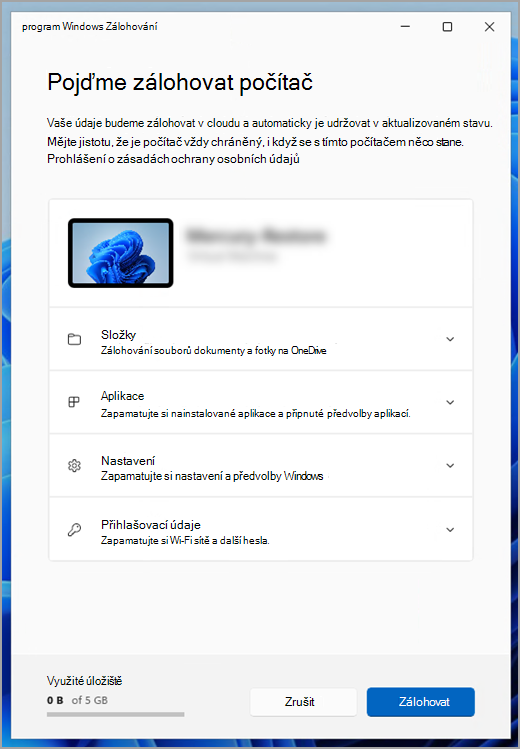 program Windows Zálohování
Pojďme zálohovat počítač
Vaše údaje budeme zálohovat v cloudu a automaticky je udržovat v aktualizovaném stavu.
Mějte jistotu, že je počítač vždy chráněný, i když se s tímto počítačem něco stane.
Prohlášení o zásadách ochrany osobních údajů
Složky
Zálohování souborů dokumenty a fotky na OneDrive
Aplikace
Zapamatujte si nainstalované aplikace a připnuté předvolby aplikací.
Nastavení
Zapamatujte si nastavení a předvolby Windows
Přihlašovací údaje
Zapamatujte si Wi-Fi sítě a další hesla.
Využité úložiště
0 B of 5 GB
Zrušit
Zálohovat